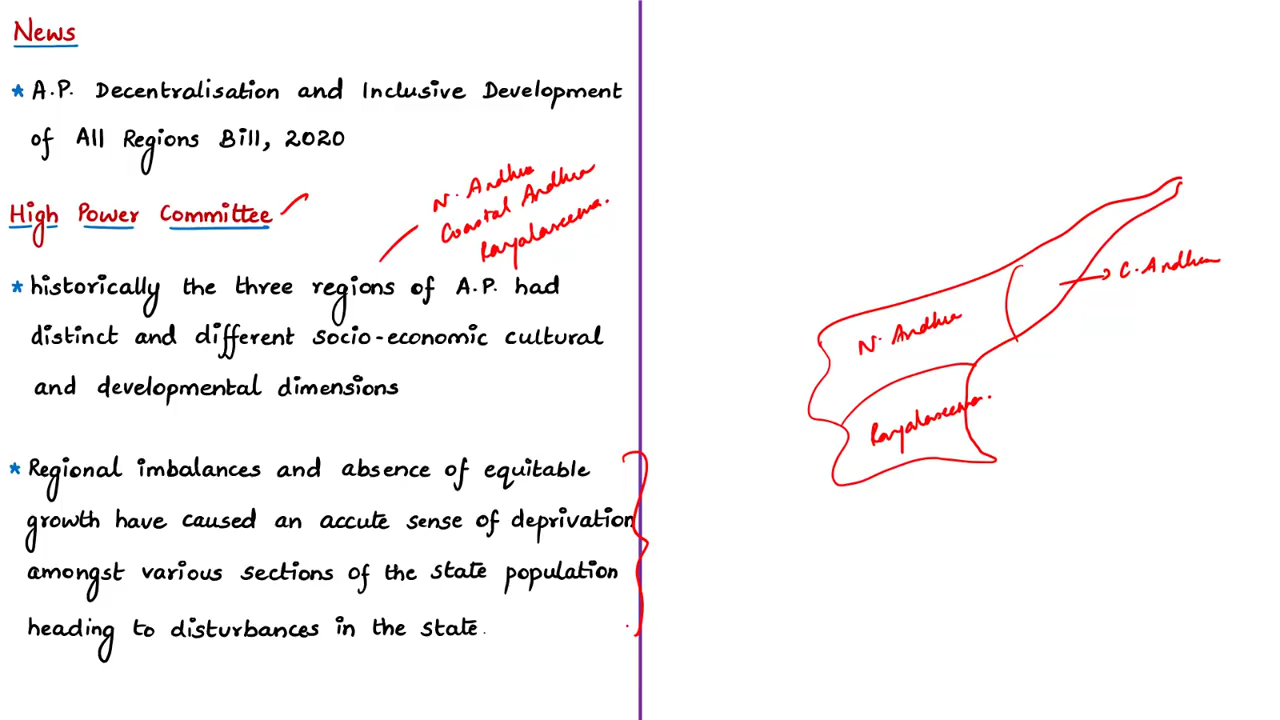 News
* A.P. Decentralisation and Inclusive Development
of All Regions Bill, 2020
High Power Committee
N. Andhra
Coastal Andhra
Rayalaseema.
* historically the three regions of A.P. had
distinct and different socio-economic cultural
and developmental dimensions
* Regional imbalances and absence of equitable
growth have caused an accute sense of deprivation
amongst various sections of the state population
heading to disturbances in the state.
C. Andhra
N. Andhra
Rayalaseema.